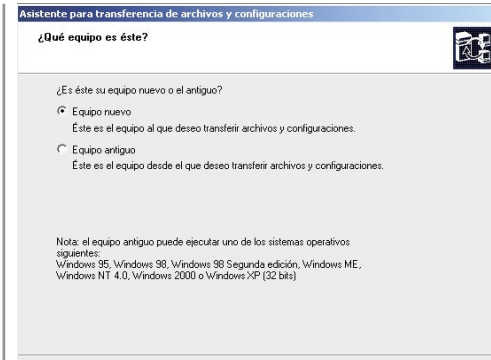 Asistente para transferencia de archivos y configuraciones
¿Qué equipo es éste?
¿Es éste su equipo nuevo o el antiguo?
Equipo nuevo
Éste es el equipo al que deseo transferir archivos y configuraciones.
Equipo antiguo
Éste es el equipo desde el que deseo transferir archivos y configuraciones.
Nota: el equipo antiguo puede ejecutar uno de los sistemas operativos
siguientes:
Windows 95, Windows 98, Windows 98 Segunda edición, Windows ME,
Windows NT 4.0, Windows 2000 o Windows XP (32 bits)